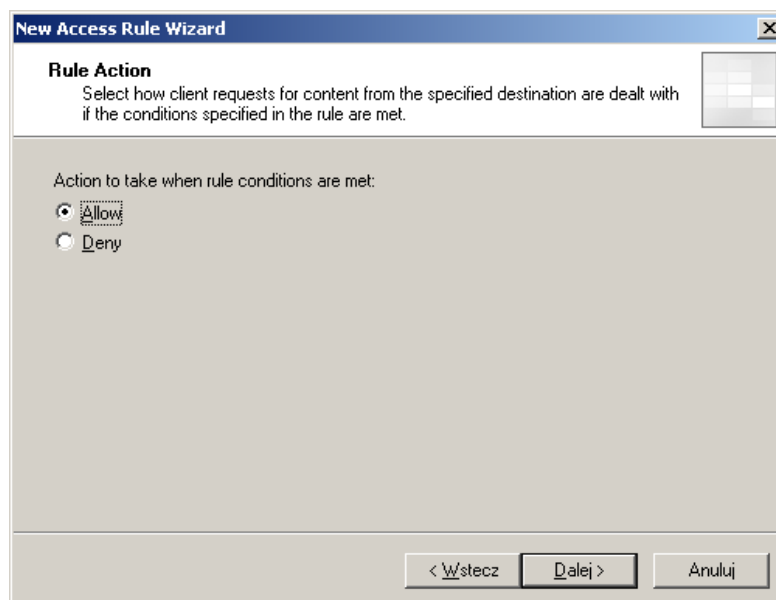 New Access Rule Wizard
Rule Action
Select how client requests for content from the specified destination are dealt with
if the conditions specified in the rule are met.
Action to take when rule conditions are met:
Allow
Deny
< Wstecz Dalej > Anuluj